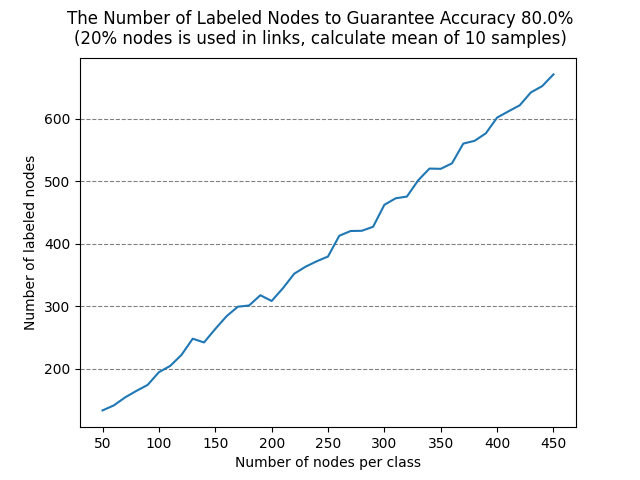 The Number of Labeled Nodes to Guarantee Accuracy 80.0%
(20% nodes is used in links, calculate mean of 10 samples)
Number of labeled nodes
600
500
400
300
200
50 100 150 200 250 300 350 400 450
Number of nodes per class